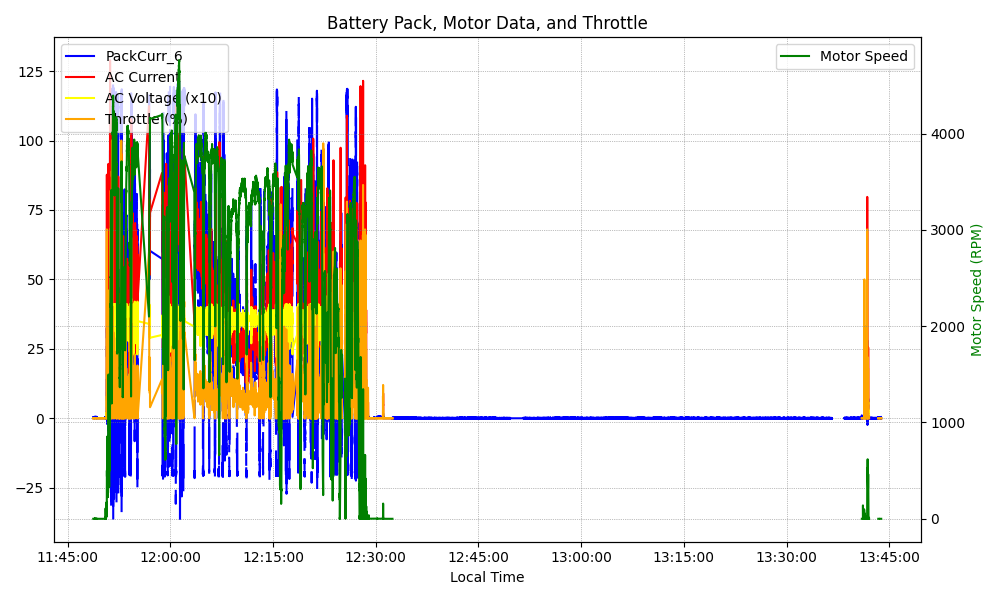 Battery Pack, Motor Data, and Throttle
PackCurr_6
AC Current
AC Voltage (x10)
Throttle (%)
Motor Speed
125
100
75
50
25
0
−25
4000
3000
2000
1000
0
Motor Speed (RPM)
11:45:00
12:00:00
12:15:00
12:30:00
12:45:00
13:00:00
13:15:00
13:30:00
13:45:00
Local Time